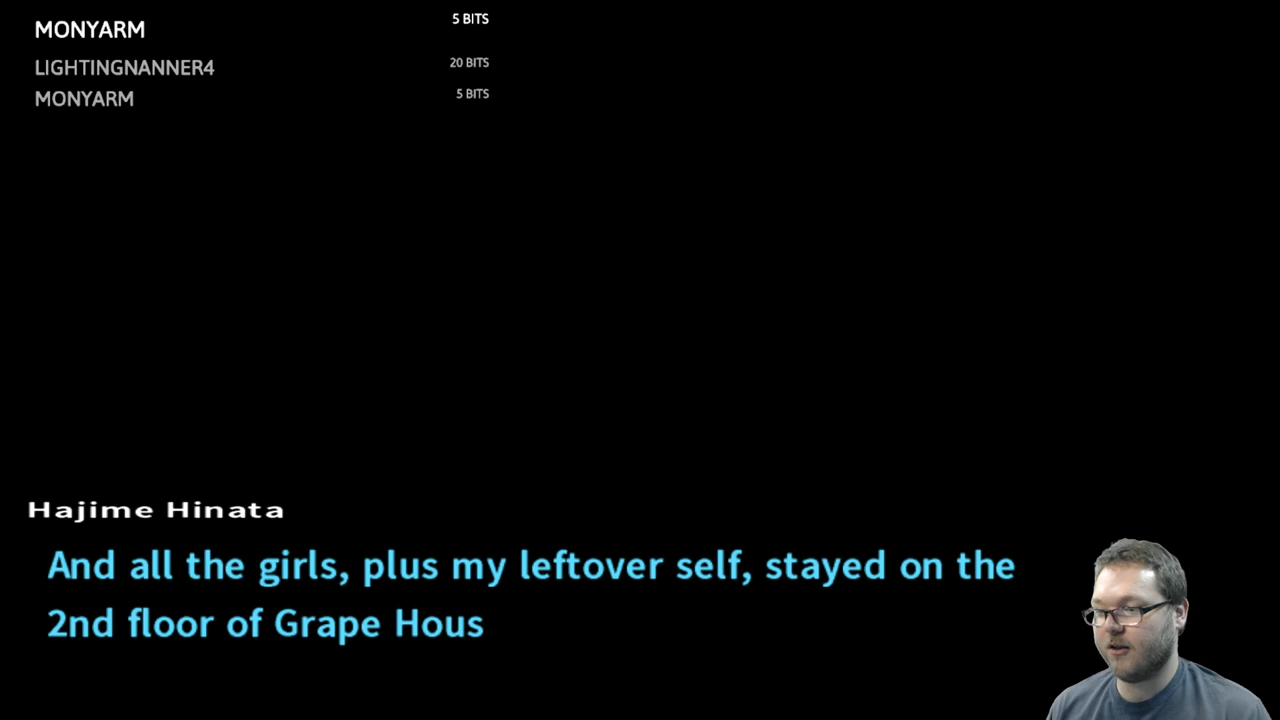 MONYARM 5 BITS
LIGHTINGNANNER4 20 BITS
MONYARM 5 BITS
Hajime Hinata
And all the girls, plus my leftover self, stayed on the
2nd floor of Grape Hous